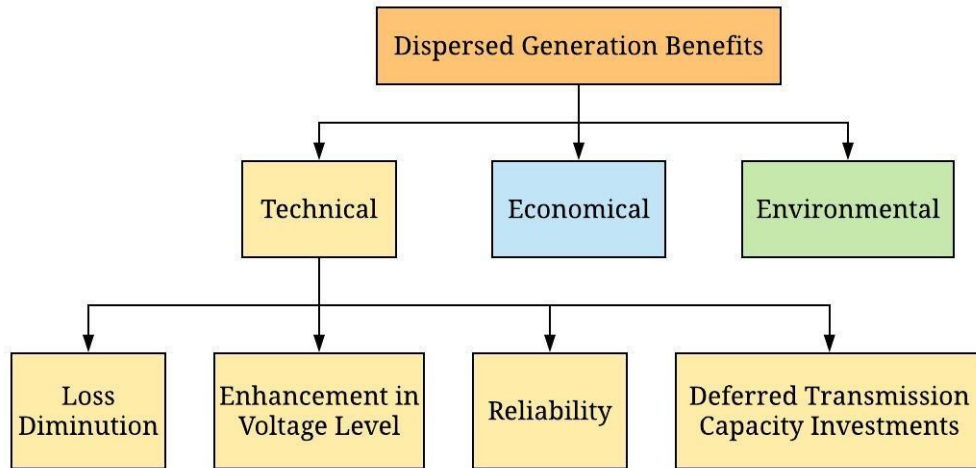 Dispersed Generation Benefits
Technical
Economical
Environmental
Loss
Diminution
Enhancement in
Voltage Level
Reliability
Deferred Transmission
Capacity Investments